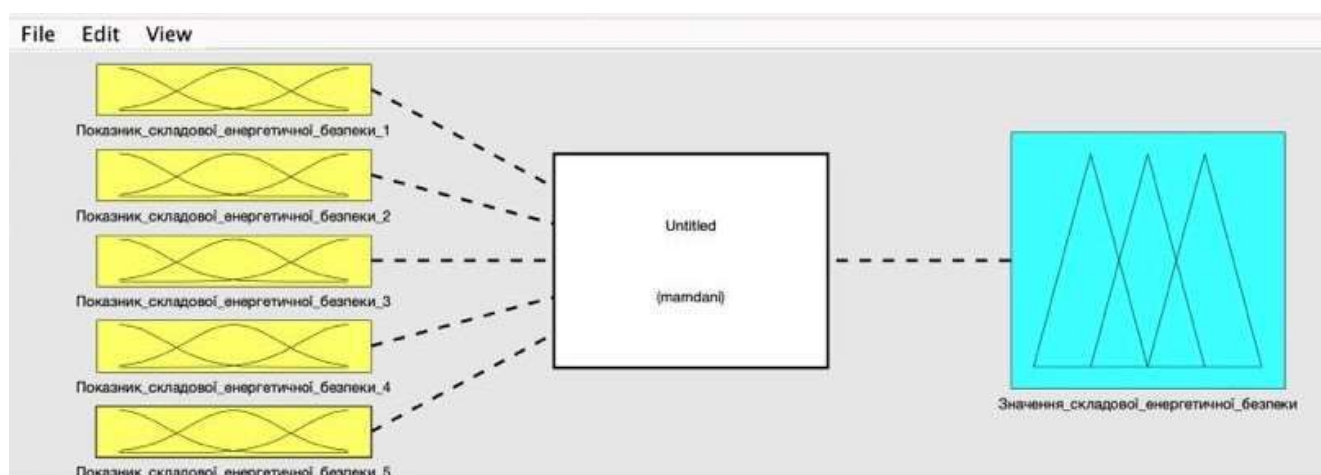 File Edit View
Показник_складової_енергетичної_безпеки_1
Показник_складової_енергетичної_безпеки_2
Показник_складової_енергетичної_безпеки_3
Показник_складової_енергетичної_безпеки_4
Показник_складової_енергетичної_безпеки_5
Untitled
(mamdani)
Значення_складової_енергетичної_безпеки